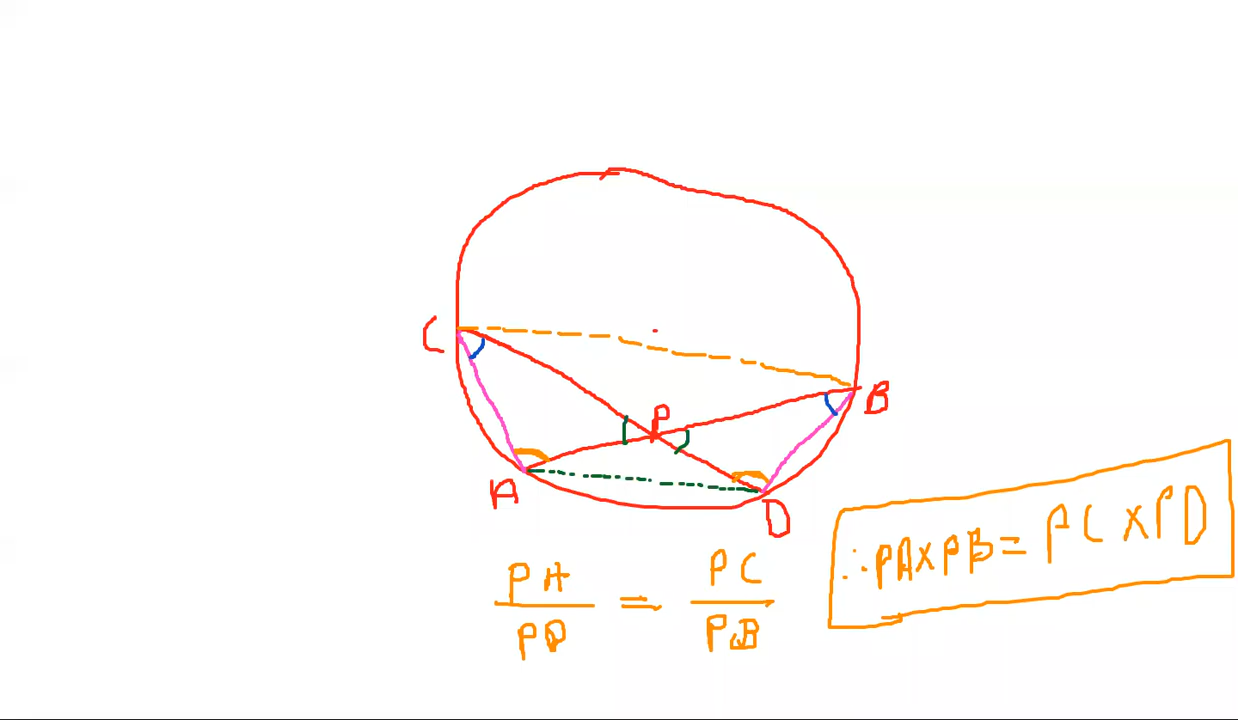 C
P
B
A
D
PA/PD = PC/PB
∴ PA×PB = PC×PD